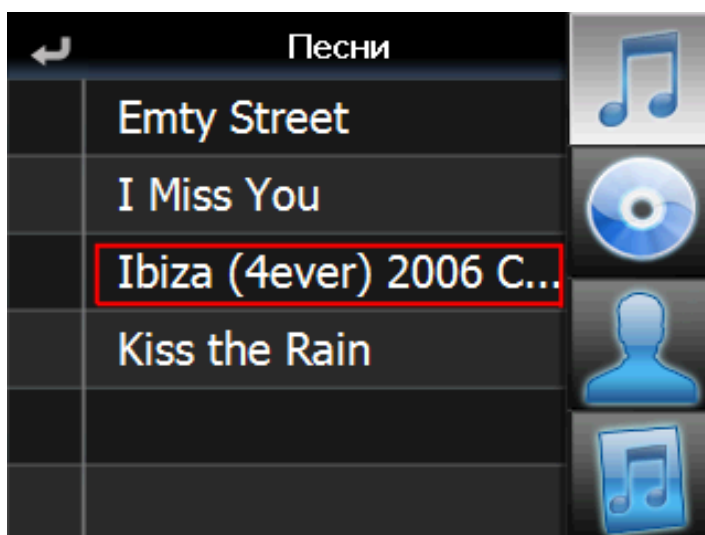 Песни
Emty Street
I Miss You
Ibiza (4ever) 2006 C...
Kiss the Rain